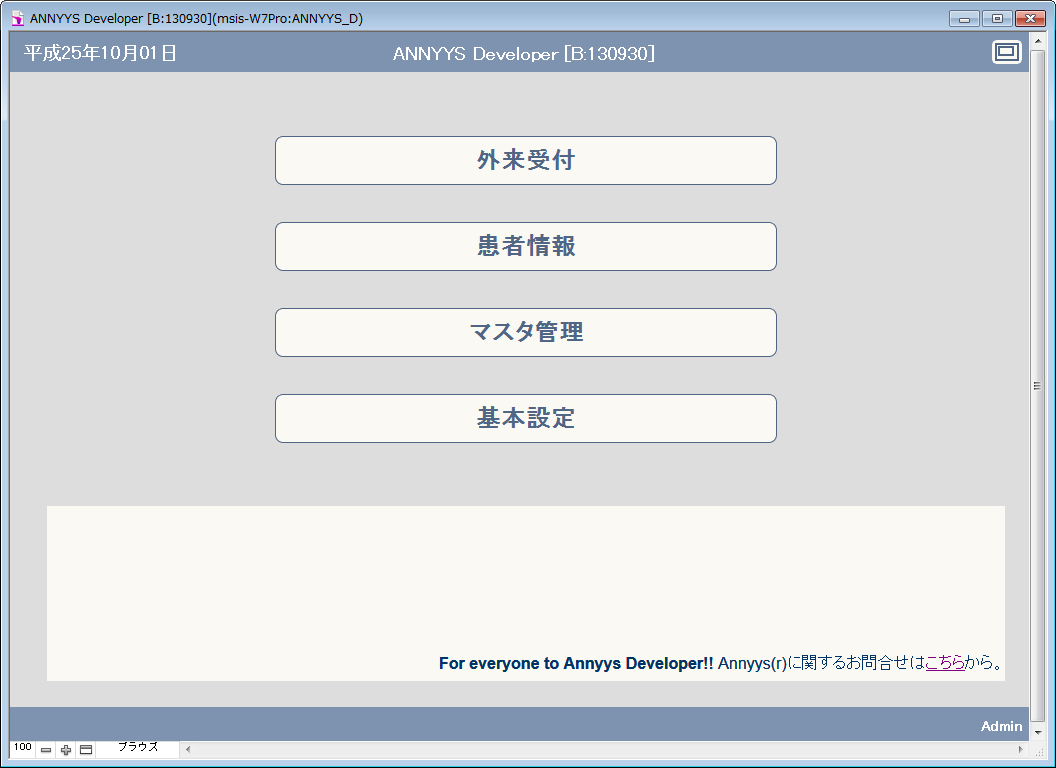 ANNYYS Developer [B:130930](msis-W7Pro:ANNYYS_D)
平成25年10月01日
ANNYYS Developer [B:130930]
外来受付
患者情報
マスタ管理
基本設定
For everyone to Annyys Developer!! Annyys(r)に関するお問合せはこちらから。
Admin
100
ブラウズ